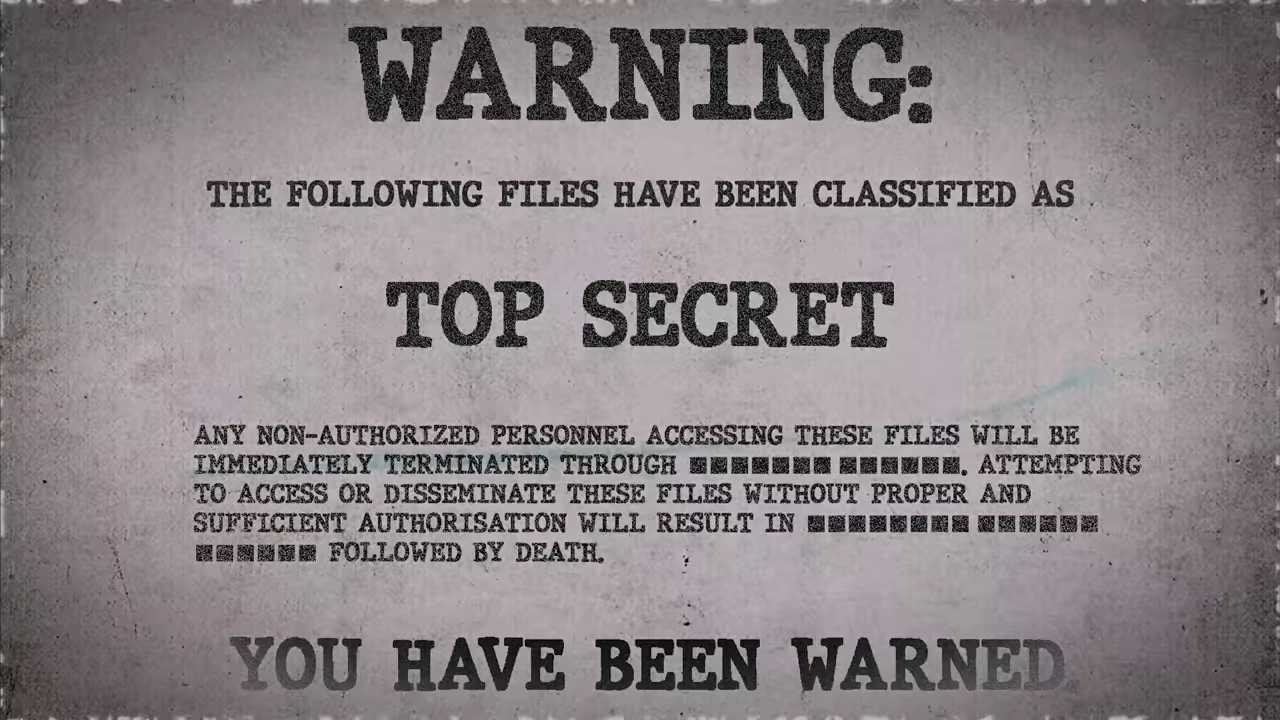 WARNING:
THE FOLLOWING FILES HAVE BEEN CLASSIFIED AS
TOP SECRET
ANY NON-AUTHORIZED PERSONNEL ACCESSING THESE FILES WILL BE
IMMEDIATELY TERMINATED THROUGH ■■■■■■■ ■■■■■■. ATTEMPTING
TO ACCESS OR DISSEMINATE THESE FILES WITHOUT PROPER AND
SUFFICIENT AUTHORISATION WILL RESULT IN ■■■■■■■■ ■■■■■■
■■■■■■ FOLLOWED BY DEATH.
YOU HAVE BEEN WARNED.